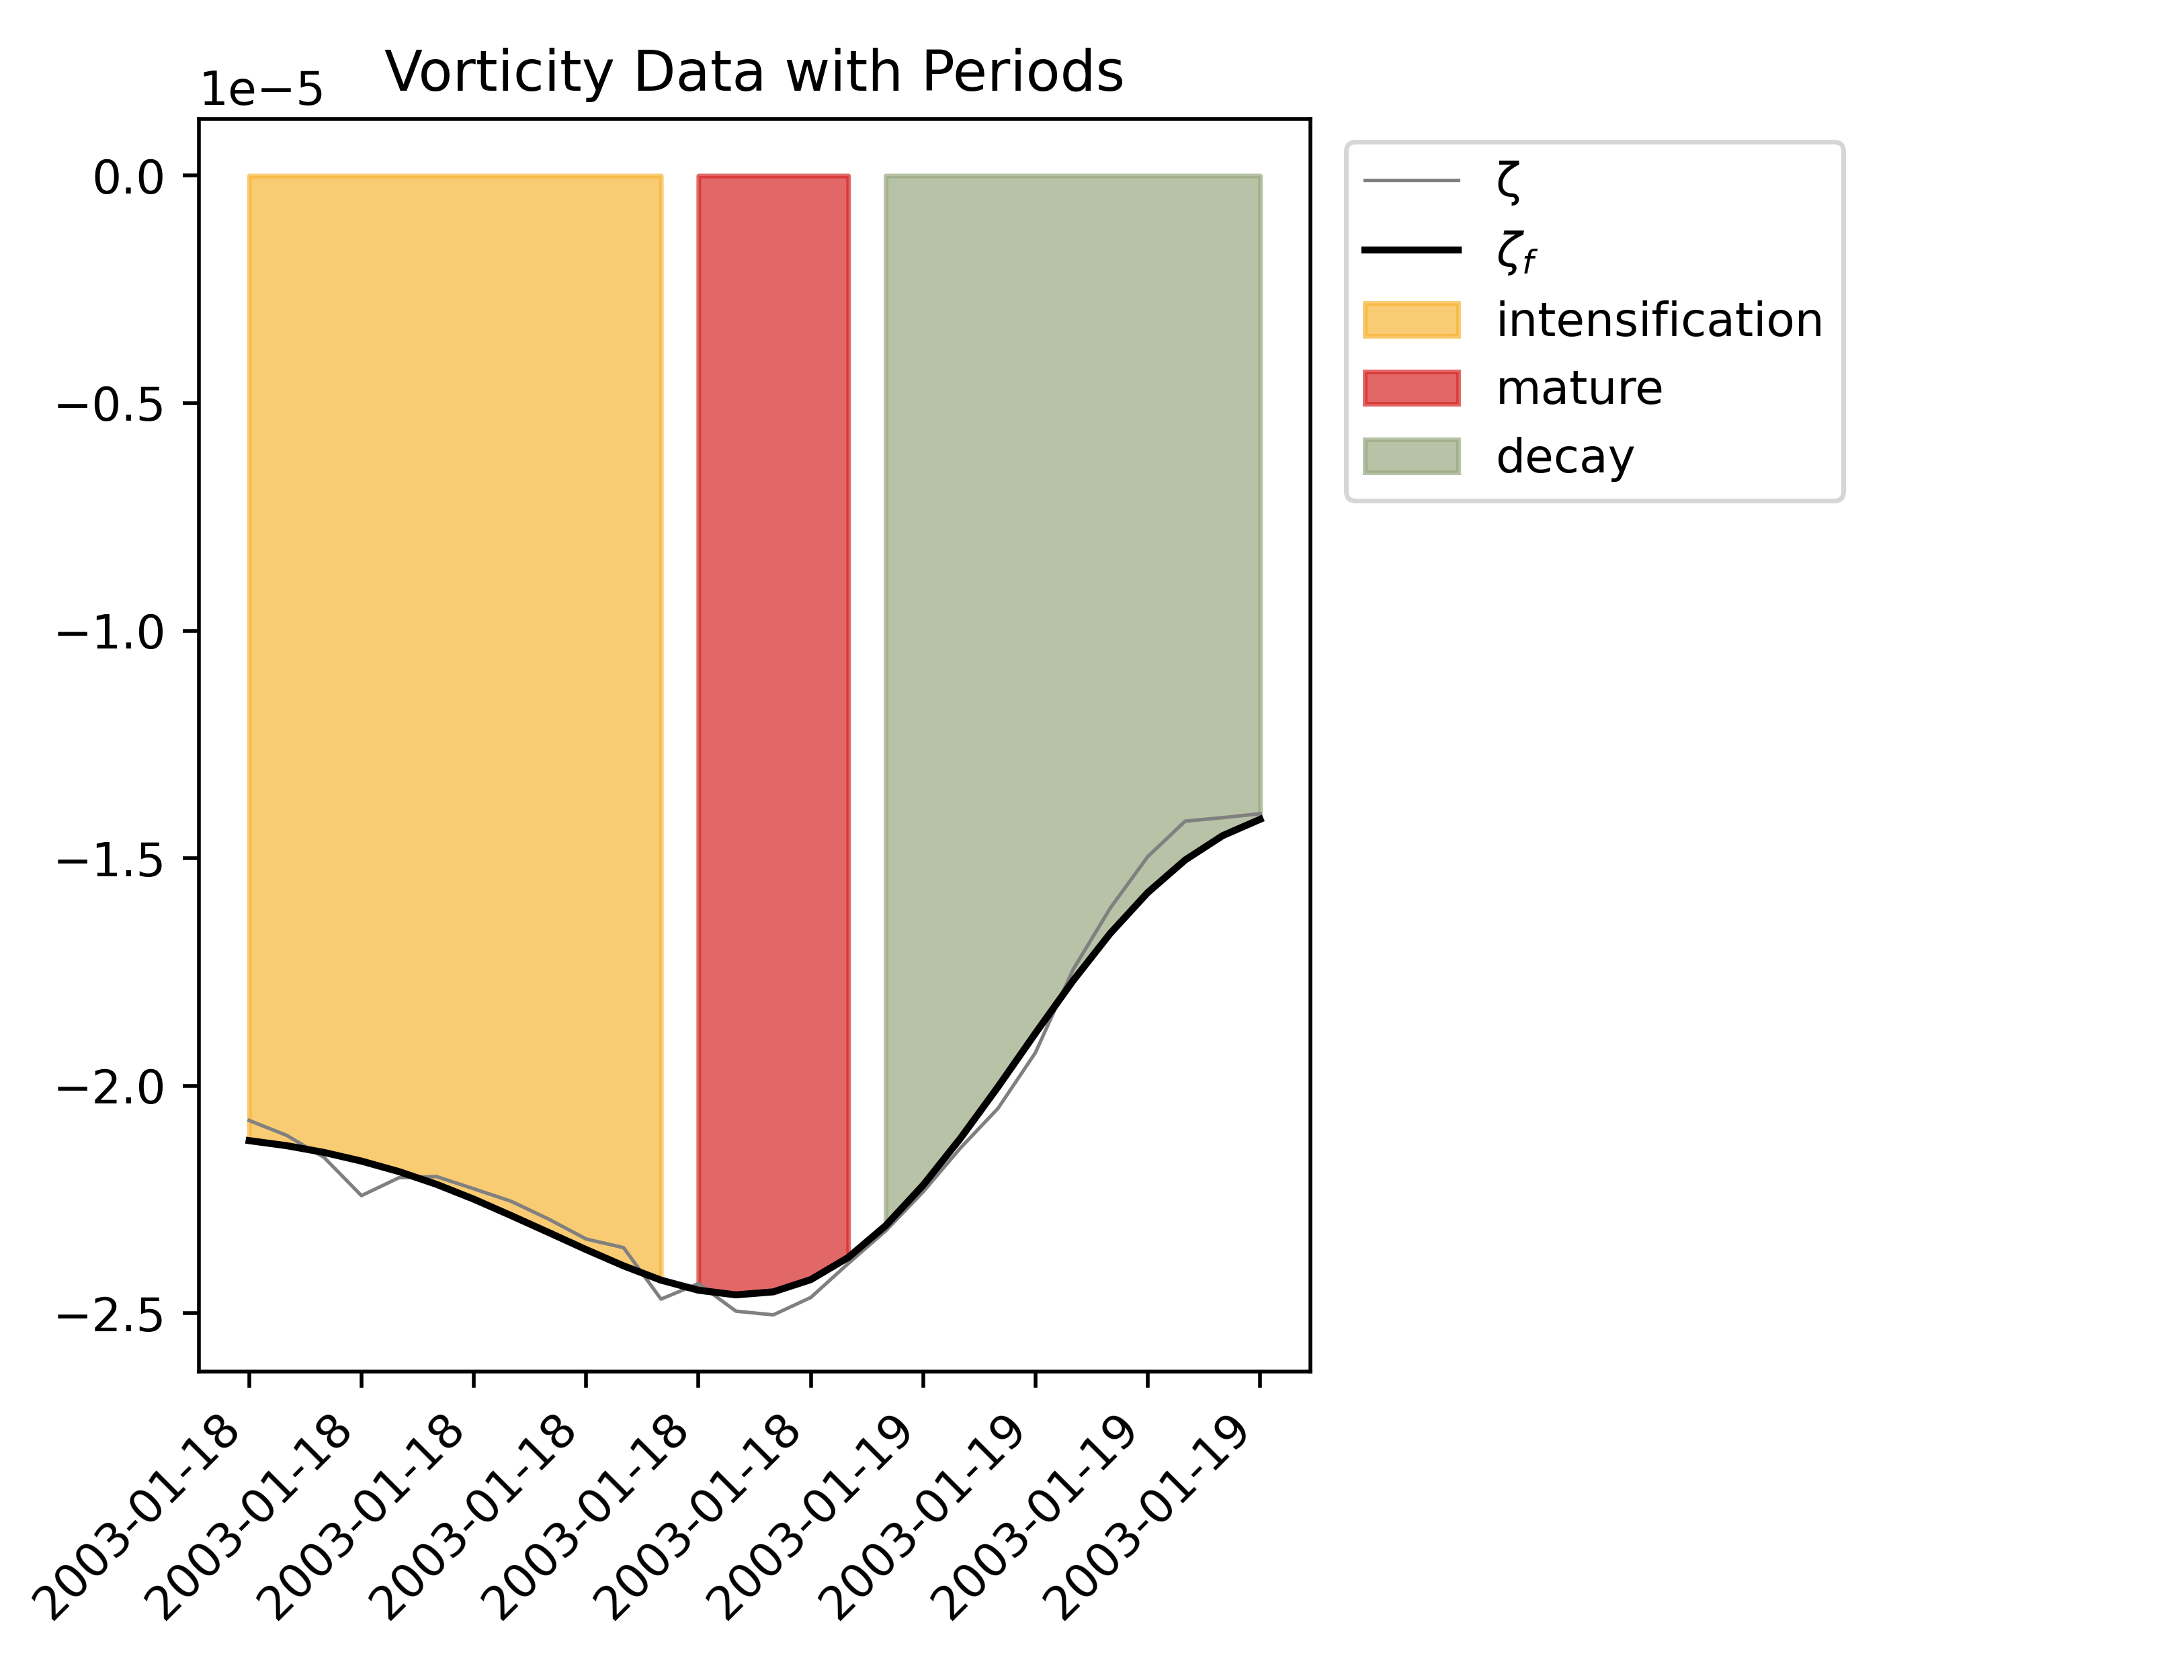 Vorticity Data with Periods
1e−5
0.0
−0.5
−1.0
−1.5
−2.0
−2.5
2003-01-18
2003-01-18
2003-01-18
2003-01-18
2003-01-18
2003-01-18
2003-01-19
2003-01-19
2003-01-19
2003-01-19
ζ
ζf
intensification
mature
decay